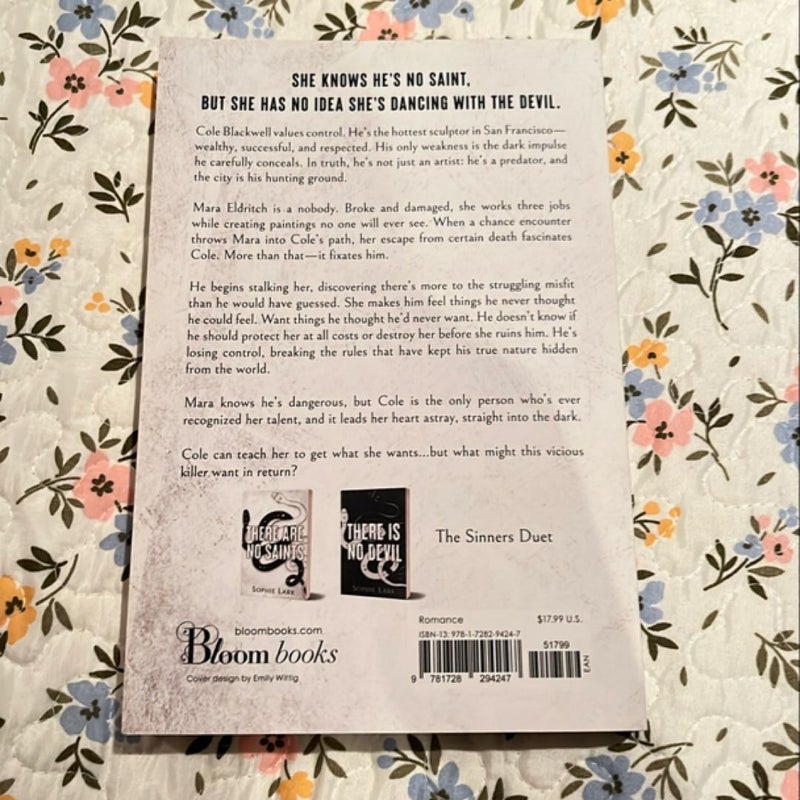 SHE KNOWS HE'S NO SAINT,
BUT SHE HAS NO IDEA SHE'S DANCING WITH THE DEVIL.
Cole Blackwell values control. He's the hottest sculptor in San Francisco—
wealthy, successful, and respected. His only weakness is the dark impulse
he carefully conceals. In truth, he's not just an artist: he's a predator, and
the city is his hunting ground.
Mara Eldritch is a nobody. Broke and damaged, she works three jobs
while creating paintings no one will ever see. When a chance encounter
throws Mara into Cole's path, her escape from certain death fascinates
Cole. More than that—it fixates him.
He begins stalking her, discovering there's more to the struggling misfit
than he would have guessed. She makes him feel things he never thought
he could feel. Want things he thought he'd never want. He doesn't know if
he should protect her at all costs or destroy her before she ruins him. He's
losing control, breaking the rules that have kept his true nature hidden
from the world.
Mara knows he's dangerous, but Cole is the only person who's ever
recognized her talent, and it leads her heart astray, straight into the dark.
Cole can teach her to get what she wants...but what might this vicious
killer want in return?
THERE ARE
NO SAINTS
SOPHIE LARK
THERE IS
NO DEVIL
SOPHIE LARK
The Sinners Duet
bloombooks.com
Bloom books
Cover design by Emily Wittig
Romance $17.99 U.S.
ISBN-13: 978-1-7282-9424-7
51799
EAN
9 781728 294247